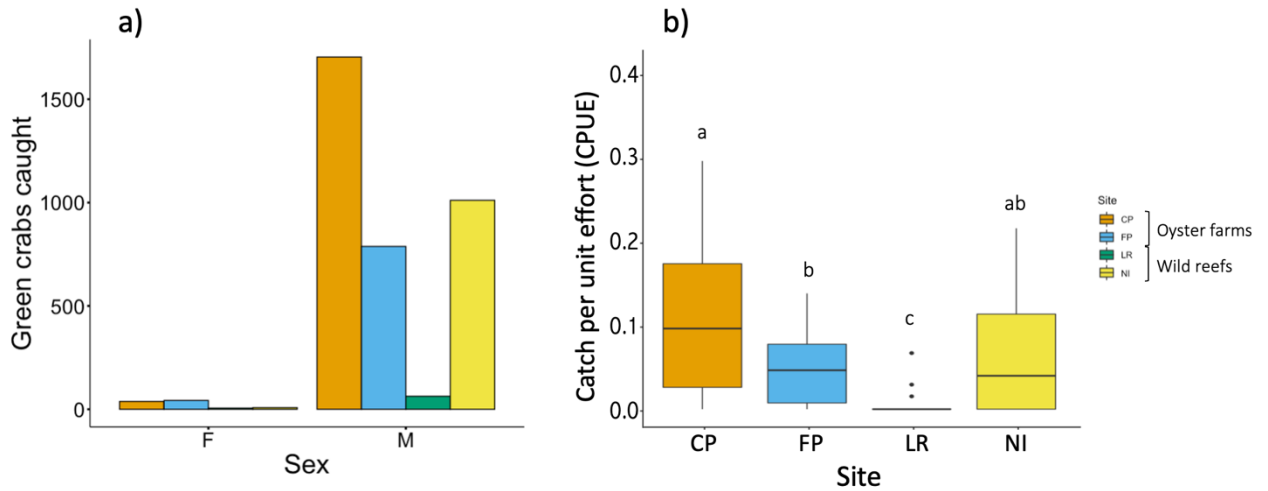 a)
Green crabs caught
1500
1000
500
0
F
M
Sex
b)
Catch per unit effort (CPUE)
0.4
0.3
0.2
0.1
0.0
a
b
c
ab
CP
FP
LR
NI
Site
Site
CP
FP
LR
NI
Oyster farms
Wild reefs